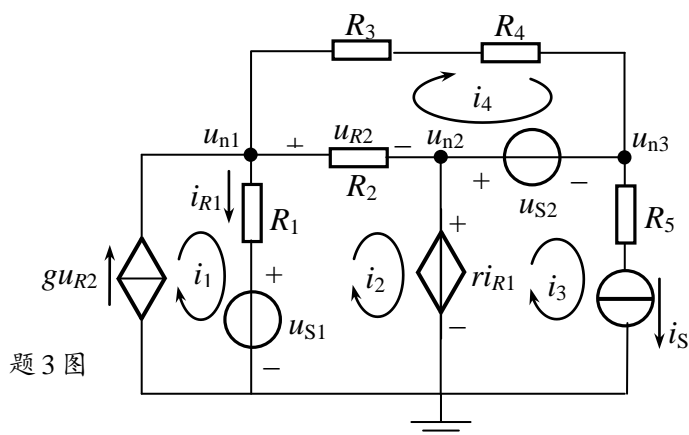 R3 R4
i4
un1 + uR2 − un2 un3
R2 + − uS2
iR1 R1 R5
+
guR2 i1 + i2 riR1 i3
uS1 − iS
−
题 3 图